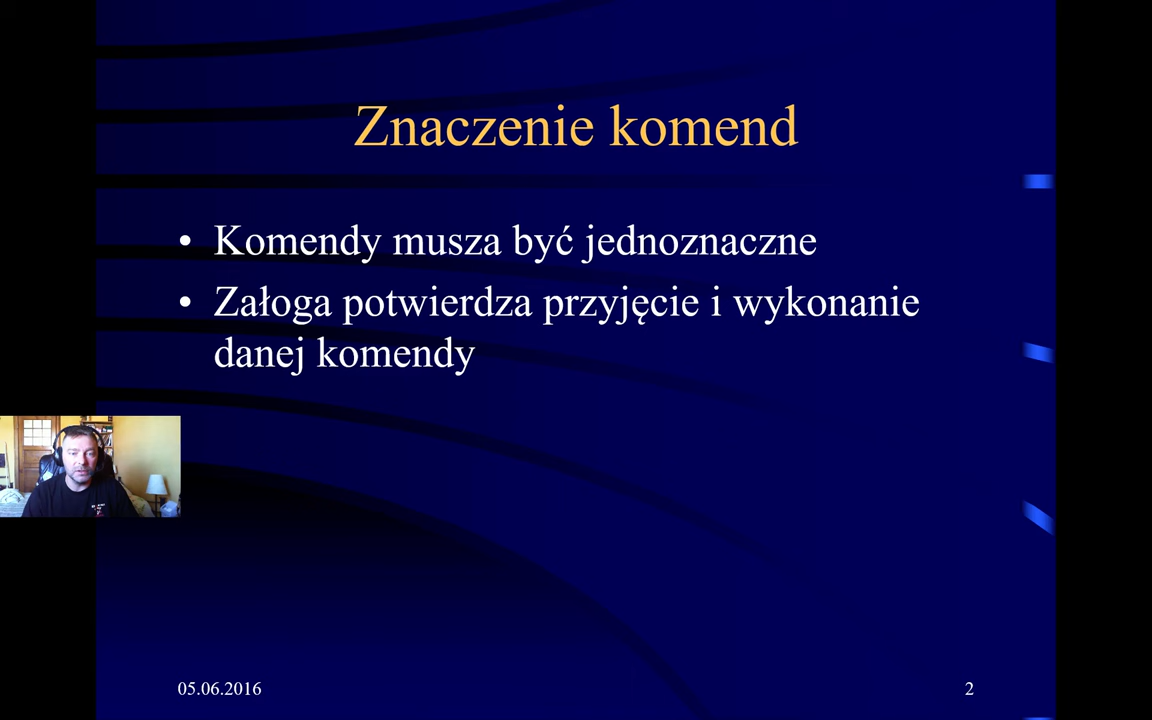 Znaczenie komend
• Komendy musza być jednoznaczne
• Załoga potwierdza przyjęcie i wykonanie
danej komendy
05.06.2016
2